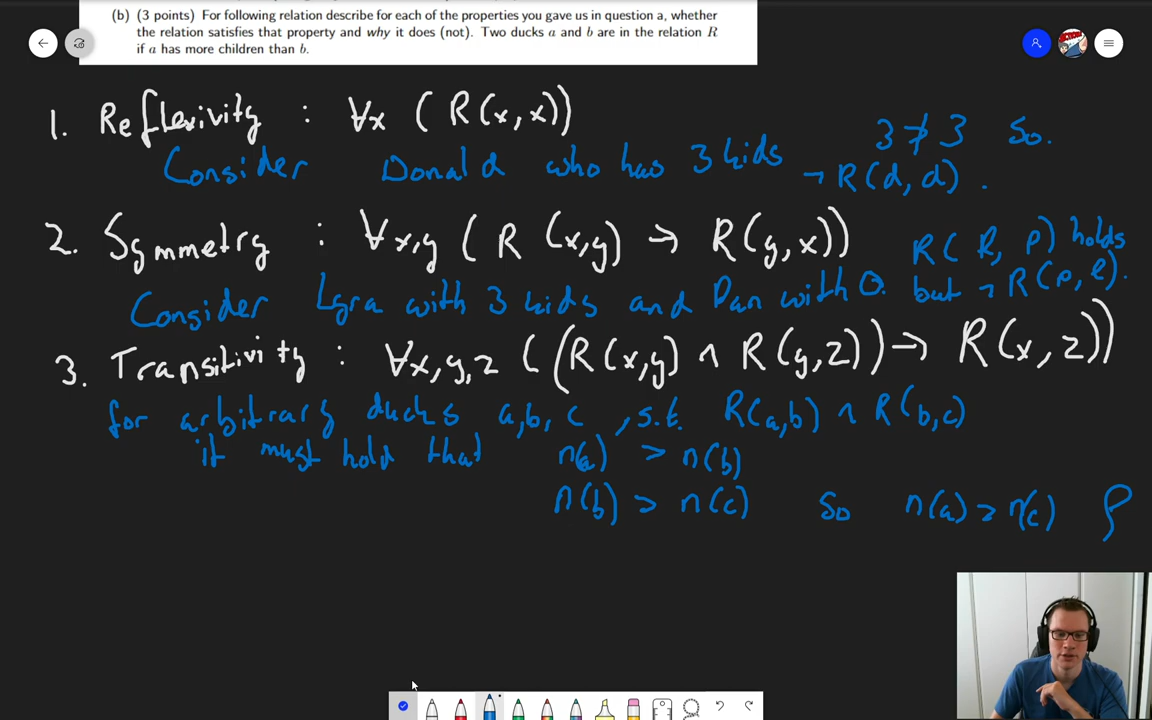 (b) (3 points) For following relation describe for each of the properties you gave us in question a, whether
the relation satisfies that property and why it does (not). Two ducks a and b are in the relation R
if a has more children than b.
1. Reflexivity : ∀x (R(x,x))
Consider Donald who has 3 kids
3 ≯ 3 so.
¬R(d,d).
2. Symmetry : ∀x,y (R(x,y) → R(y,x))
Consider Lyra with 3 kids and Pan with 0.
R(R, P) holds
but ¬R(P, l).
3. Transitivity : ∀x,y,z ((R(x,y) ∧ R(y,z)) → R(x,z))
for arbitrary ducks a,b,c , s.t. R(a,b) ∧ R(b,c)
it must hold that n(a) > n(b)
n(b) > n(c) so n(a) > n(c)